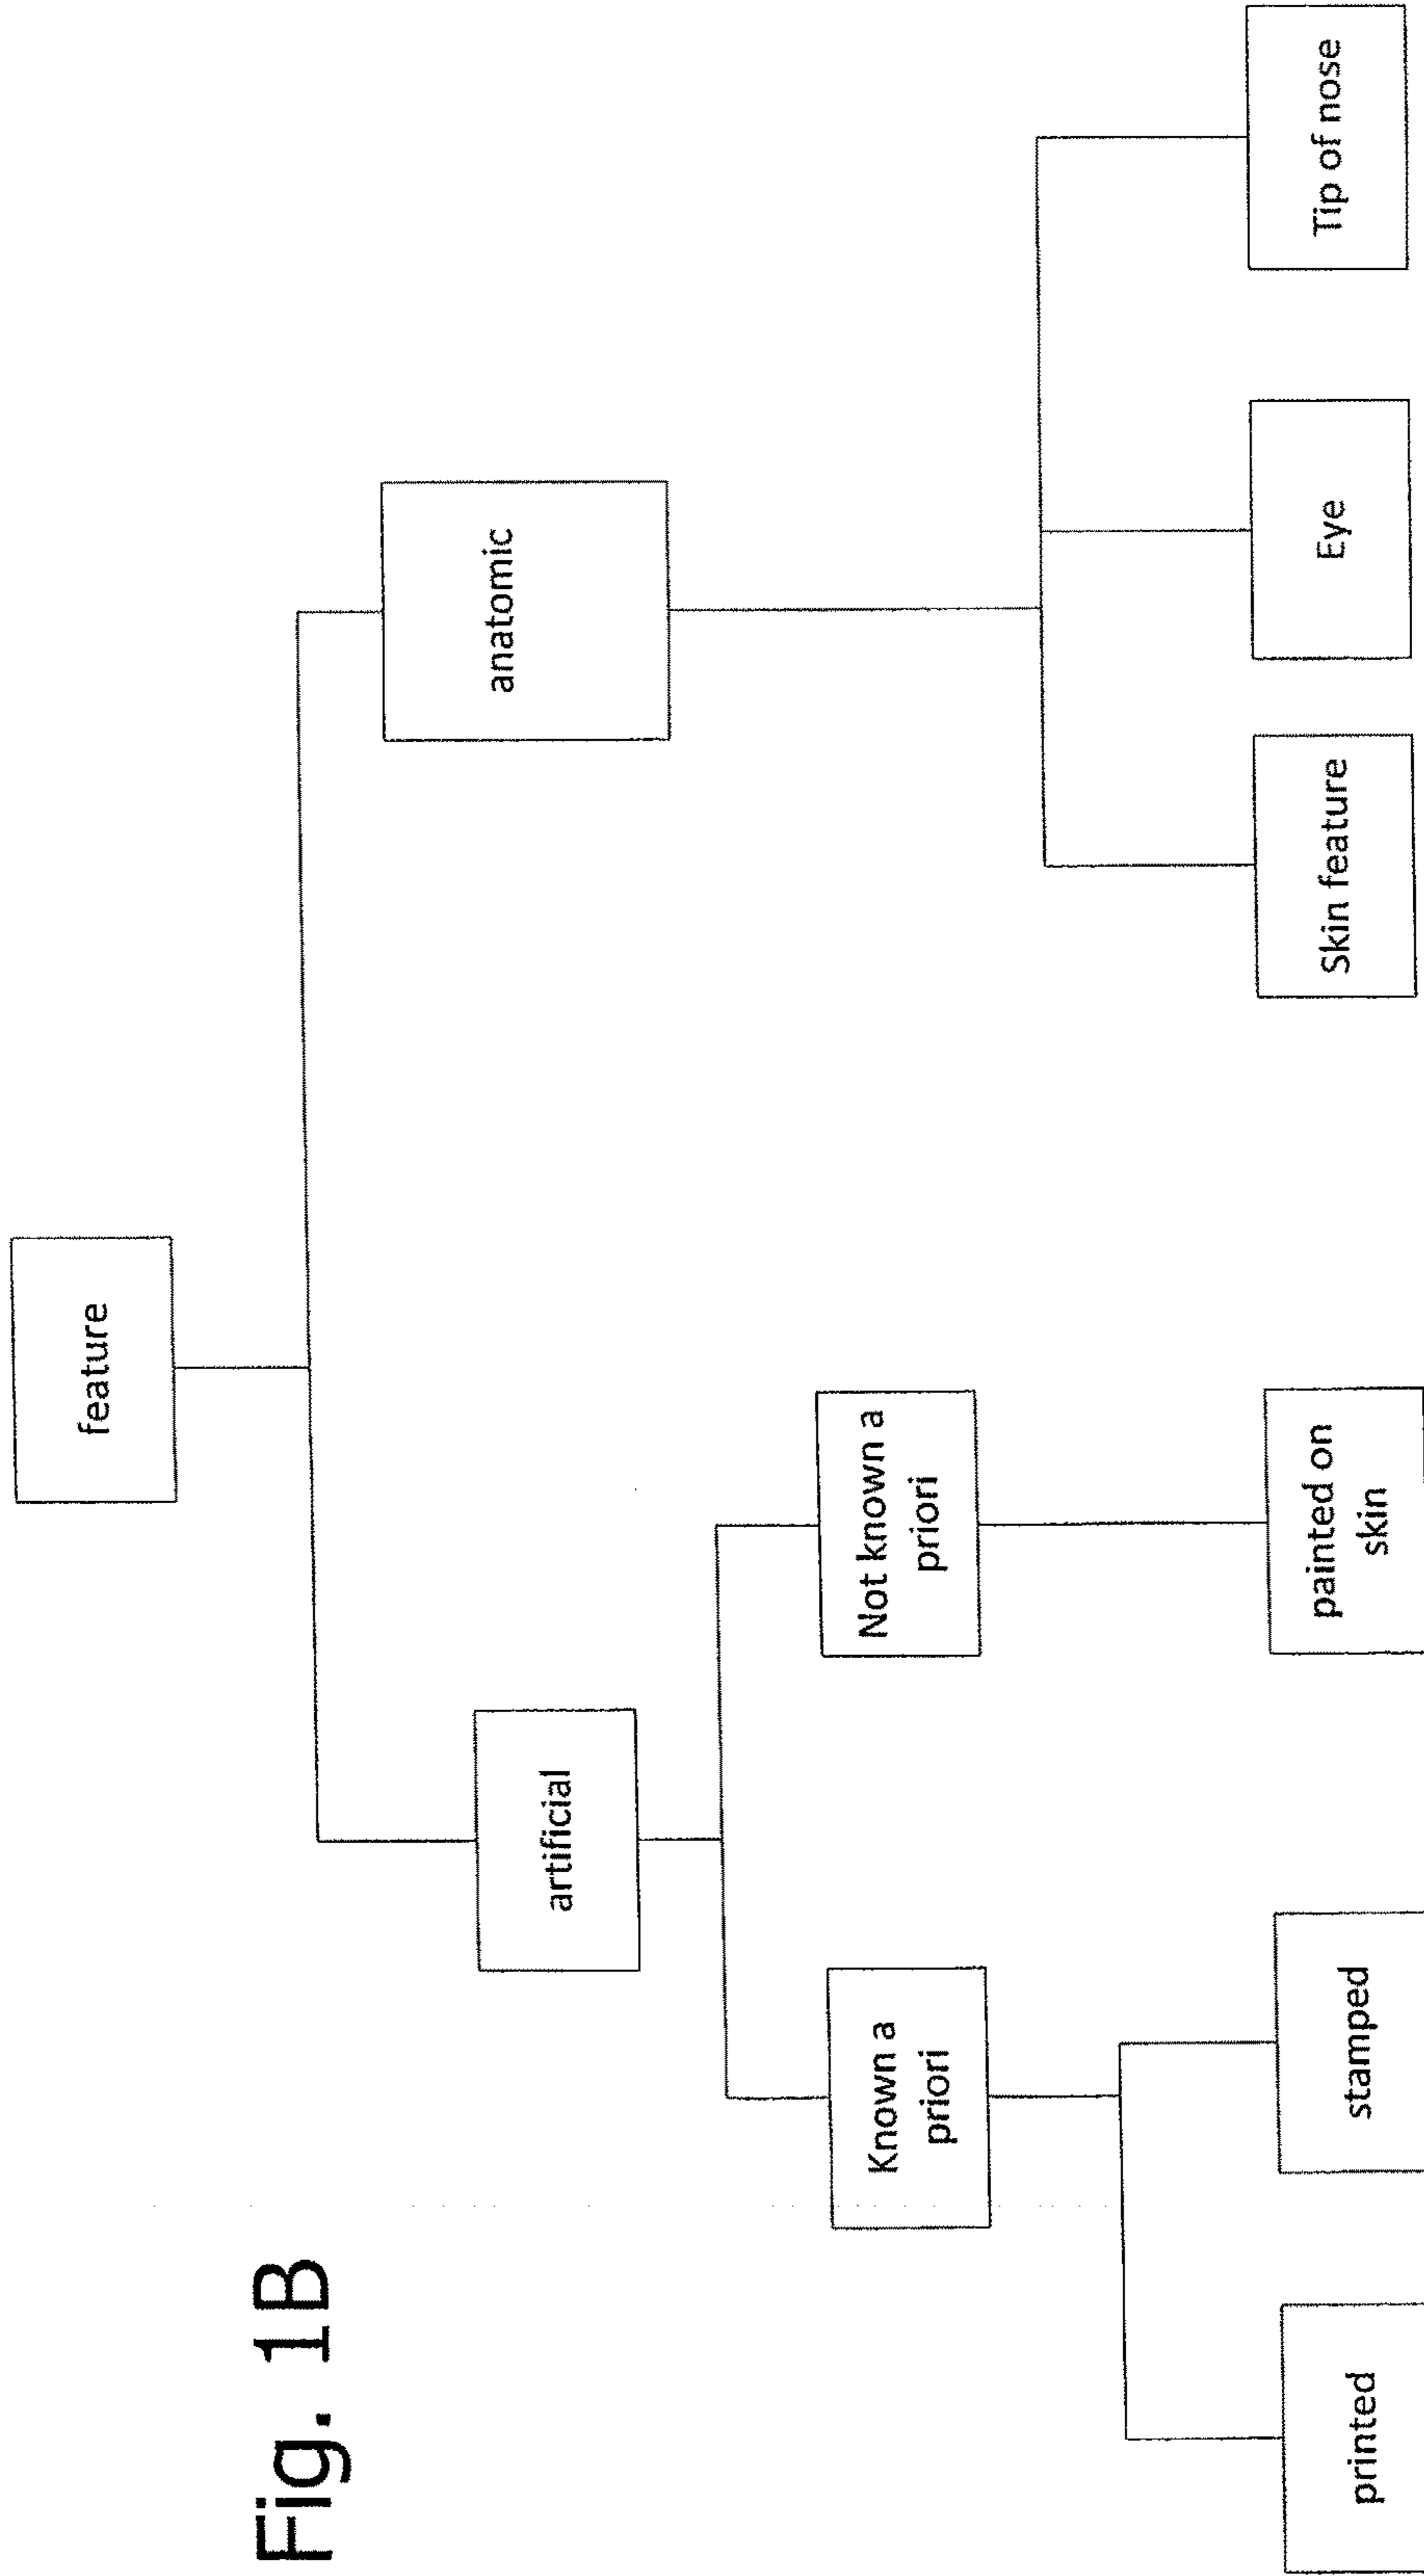 Fig. 1B
feature
artificial
anatomic
Known a
priori
Not known a
priori
printed
stamped
painted on
skin
Skin feature
Eye
Tip of nose